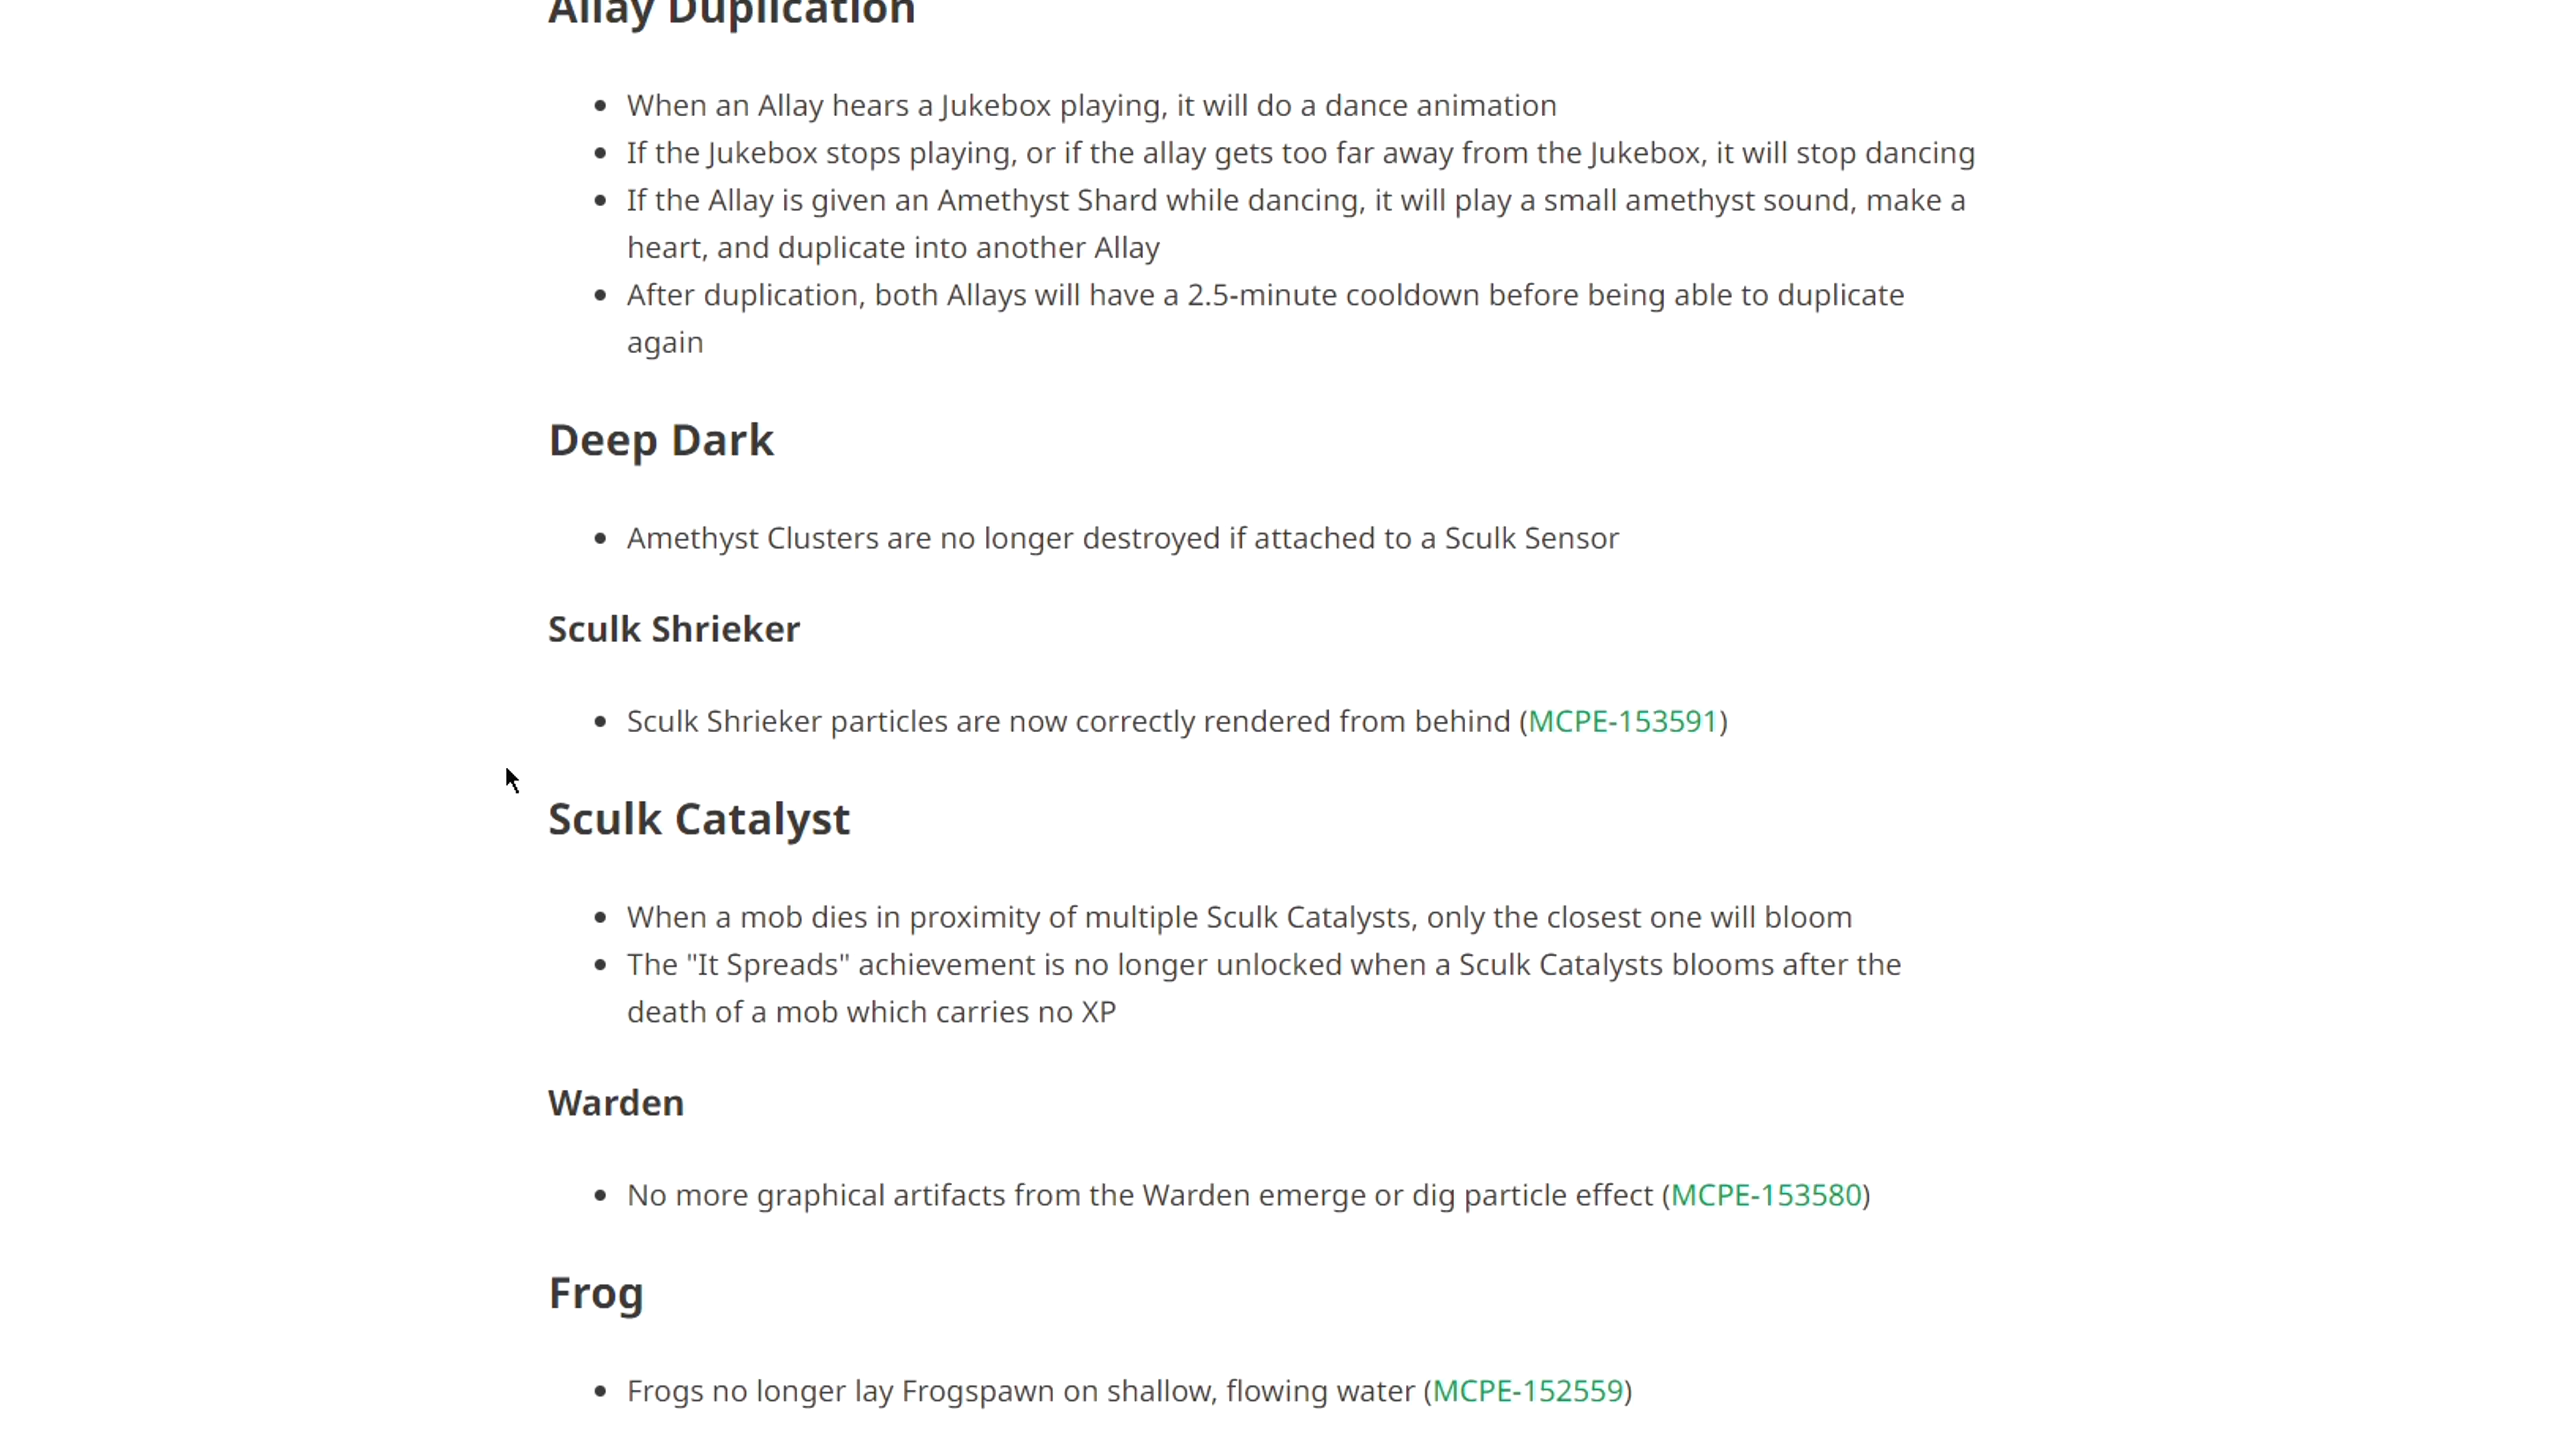 Allay Duplication
When an Allay hears a Jukebox playing, it will do a dance animation
If the Jukebox stops playing, or if the allay gets too far away from the Jukebox, it will stop dancing
If the Allay is given an Amethyst Shard while dancing, it will play a small amethyst sound, make a
heart, and duplicate into another Allay
After duplication, both Allays will have a 2.5-minute cooldown before being able to duplicate
again
Deep Dark
Amethyst Clusters are no longer destroyed if attached to a Sculk Sensor
Sculk Shrieker
Sculk Shrieker particles are now correctly rendered from behind (MCPE-153591)
Sculk Catalyst
When a mob dies in proximity of multiple Sculk Catalysts, only the closest one will bloom
The "It Spreads" achievement is no longer unlocked when a Sculk Catalysts blooms after the
death of a mob which carries no XP
Warden
No more graphical artifacts from the Warden emerge or dig particle effect (MCPE-153580)
Frog
Frogs no longer lay Frogspawn on shallow, flowing water (MCPE-152559)